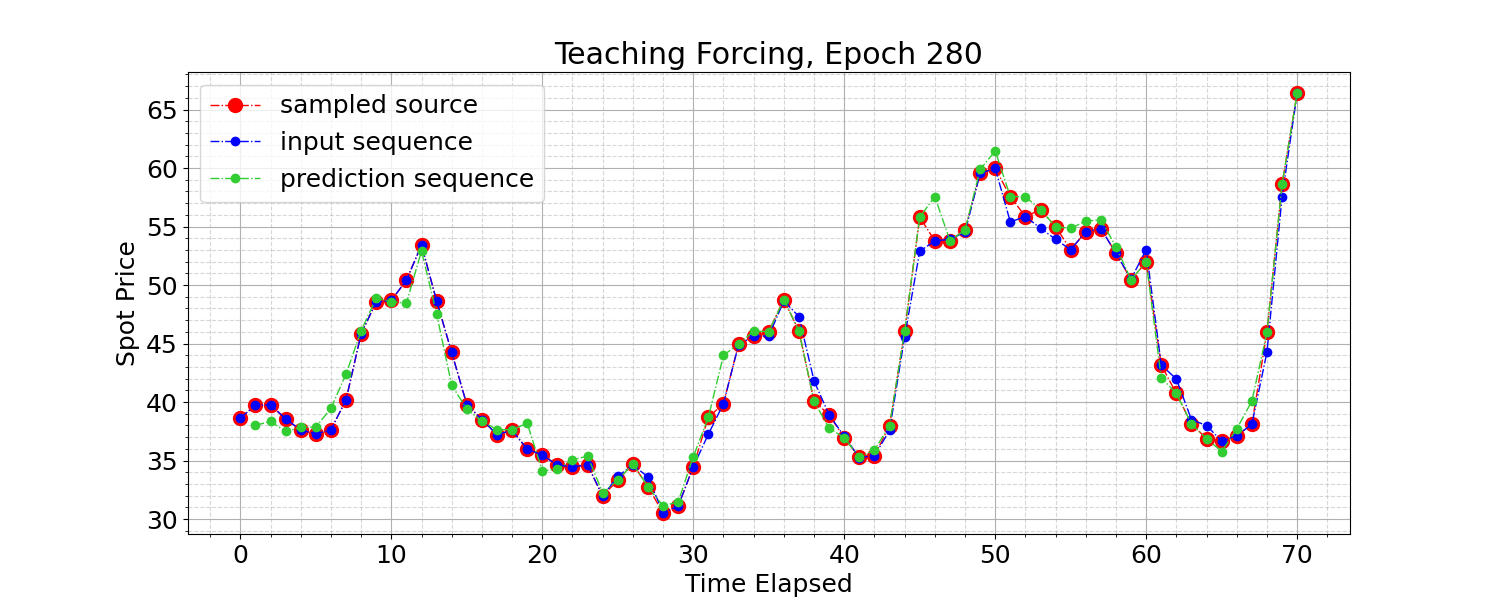 Teaching Forcing, Epoch 280
sampled source
input sequence
prediction sequence
Spot Price
65
60
55
50
45
40
35
30
0 10 20 30 40 50 60 70
Time Elapsed